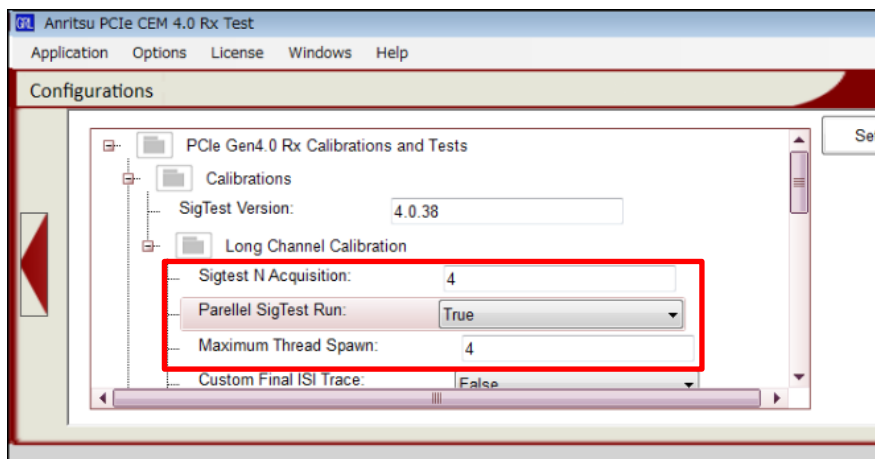 GRL Anritsu PCIe CEM 4.0 Rx Test
Application Options License Windows Help
Configurations
PCIe Gen4.0 Rx Calibrations and Tests
Calibrations
SigTest Version: 4.0.38
Long Channel Calibration
Sigtest N Acquisition: 4
Parellel SigTest Run: True
Maximum Thread Spawn: 4
Custom Final ISI Trace: False
Se